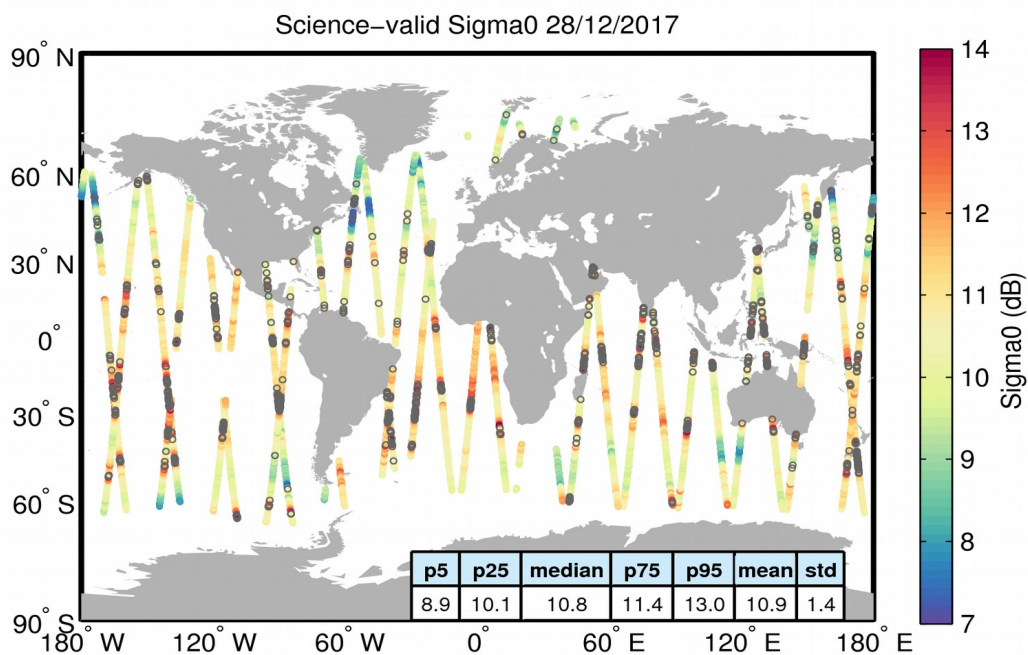 Science−valid Sigma0 28/12/2017
90° N
60° N
30° N
0°
30° S
60° S
90° S
180° W
120° W
60° W
0°
60° E
120° E
180° E
p5 p25 median p75 p95 mean std
8.9 10.1 10.8 11.4 13.0 10.9 1.4
14
13
12
11
10
9
8
7
Sigma0 (dB)